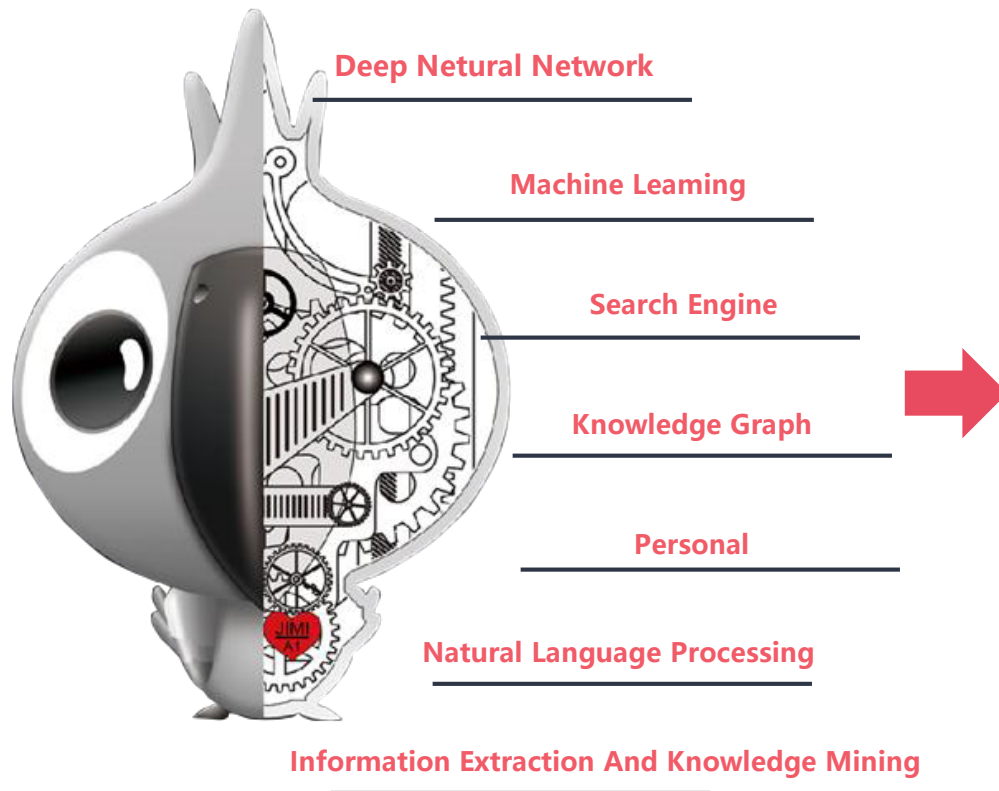 Deep Netural Network
Machine Leaming
Search Engine
Knowledge Graph
Personal
JIMI
A1
Natural Language Processing
Information Extraction And Knowledge Mining